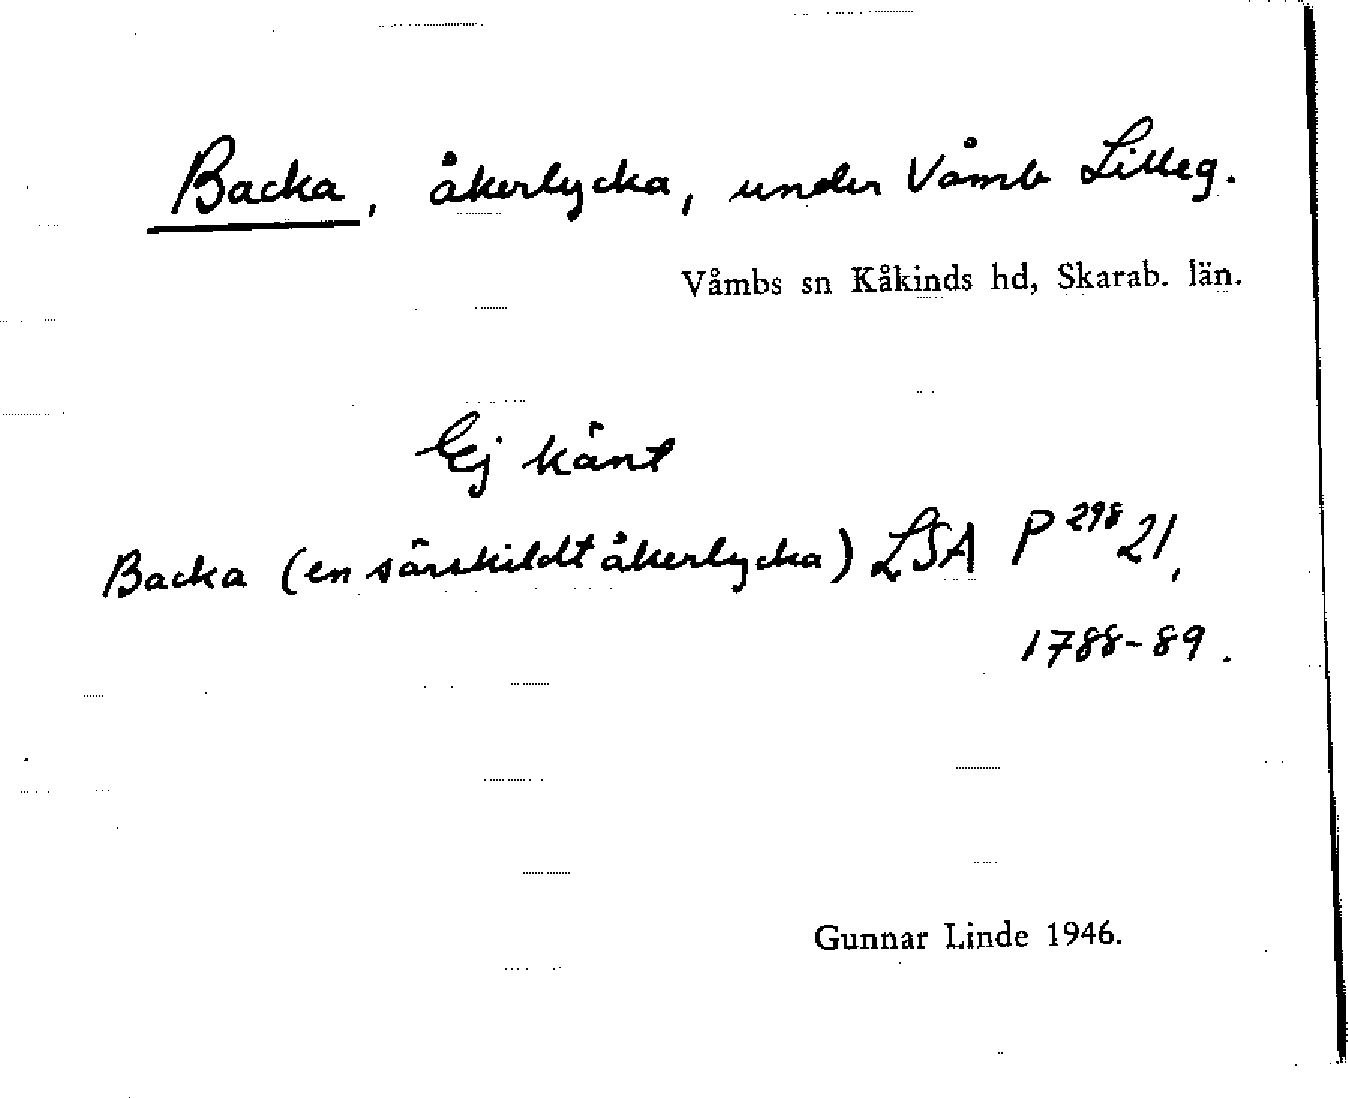 Backa, åkerlycka, under Våmb Lilleg.
Våmbs sn Kåkinds hd, Skarab. län.
Ej känt
Backa (en särskildt åkerlycka) LSA P 298 21,
1788-89.
Gunnar Linde 1946.